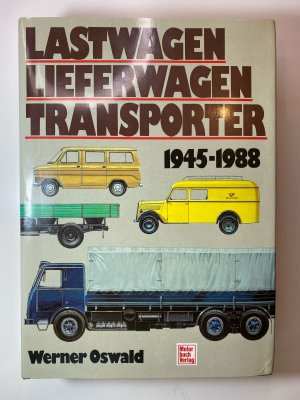 LASTWAGEN
LIEFERWAGEN
TRANSPORTER
1945-1988
Werner Oswald
Motor
buch
Verlag